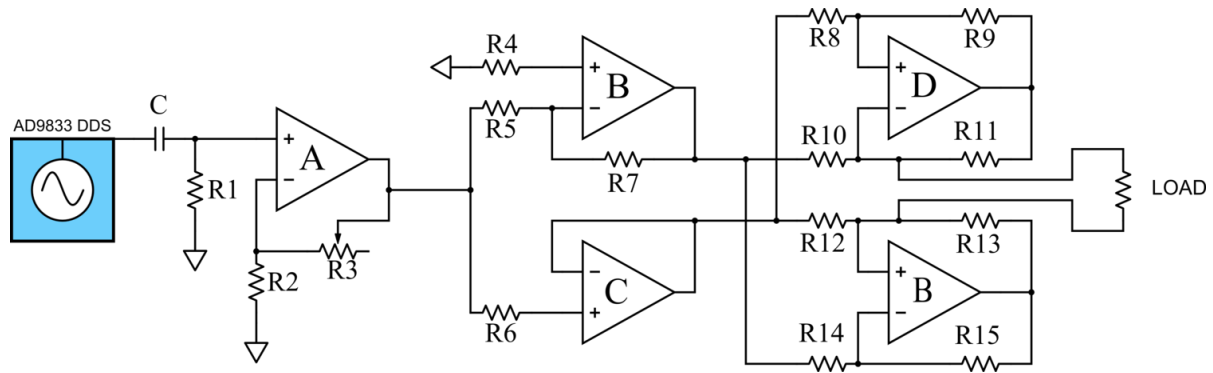 AD9833 DDS
C
R1
+
A
−
R2
R3
R4
R5
+
B
−
R7
R6
−
C
+
R8
R9
+
D
−
R10
R11
LOAD
R12
R13
+
B
−
R14
R15